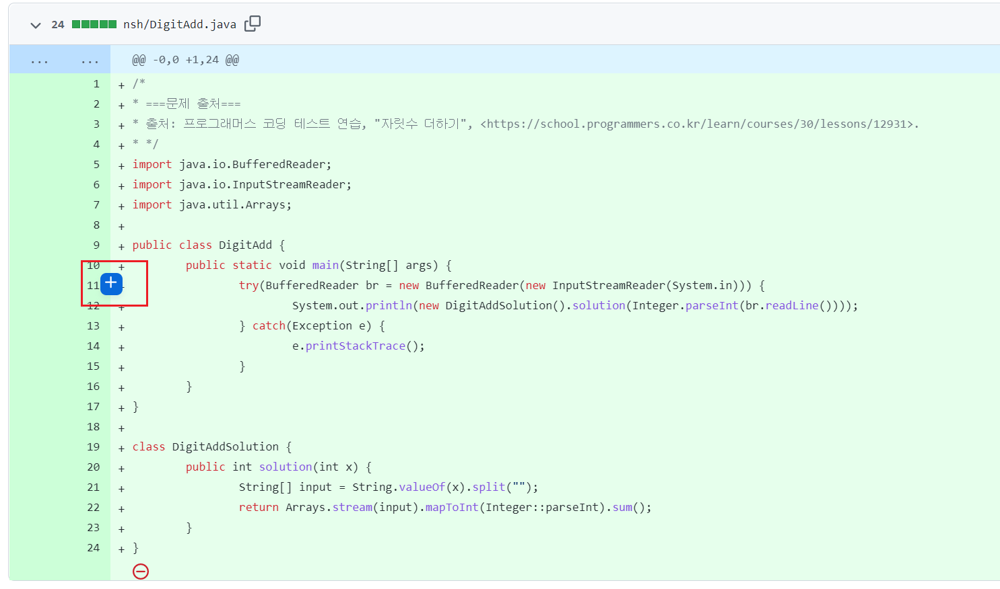 24 nsh/DigitAdd.java
... ... @@ -0,0 +1,24 @@
1 + /*
2 + * ===문제 출처===
3 + * 출처: 프로그래머스 코딩 테스트 연습, "자릿수 더하기", <https://school.programmers.co.kr/learn/courses/30/lessons/12931>.
4 + * */
5 + import java.io.BufferedReader;
6 + import java.io.InputStreamReader;
7 + import java.util.Arrays;
8 +
9 + public class DigitAdd {
10 + public static void main(String[] args) {
11 + try(BufferedReader br = new BufferedReader(new InputStreamReader(System.in))) {
12 + System.out.println(new DigitAddSolution().solution(Integer.parseInt(br.readLine())));
13 + } catch(Exception e) {
14 + e.printStackTrace();
15 + }
16 + }
17 + }
18 +
19 + class DigitAddSolution {
20 + public int solution(int x) {
21 + String[] input = String.valueOf(x).split("");
22 + return Arrays.stream(input).mapToInt(Integer::parseInt).sum();
23 + }
24 + }